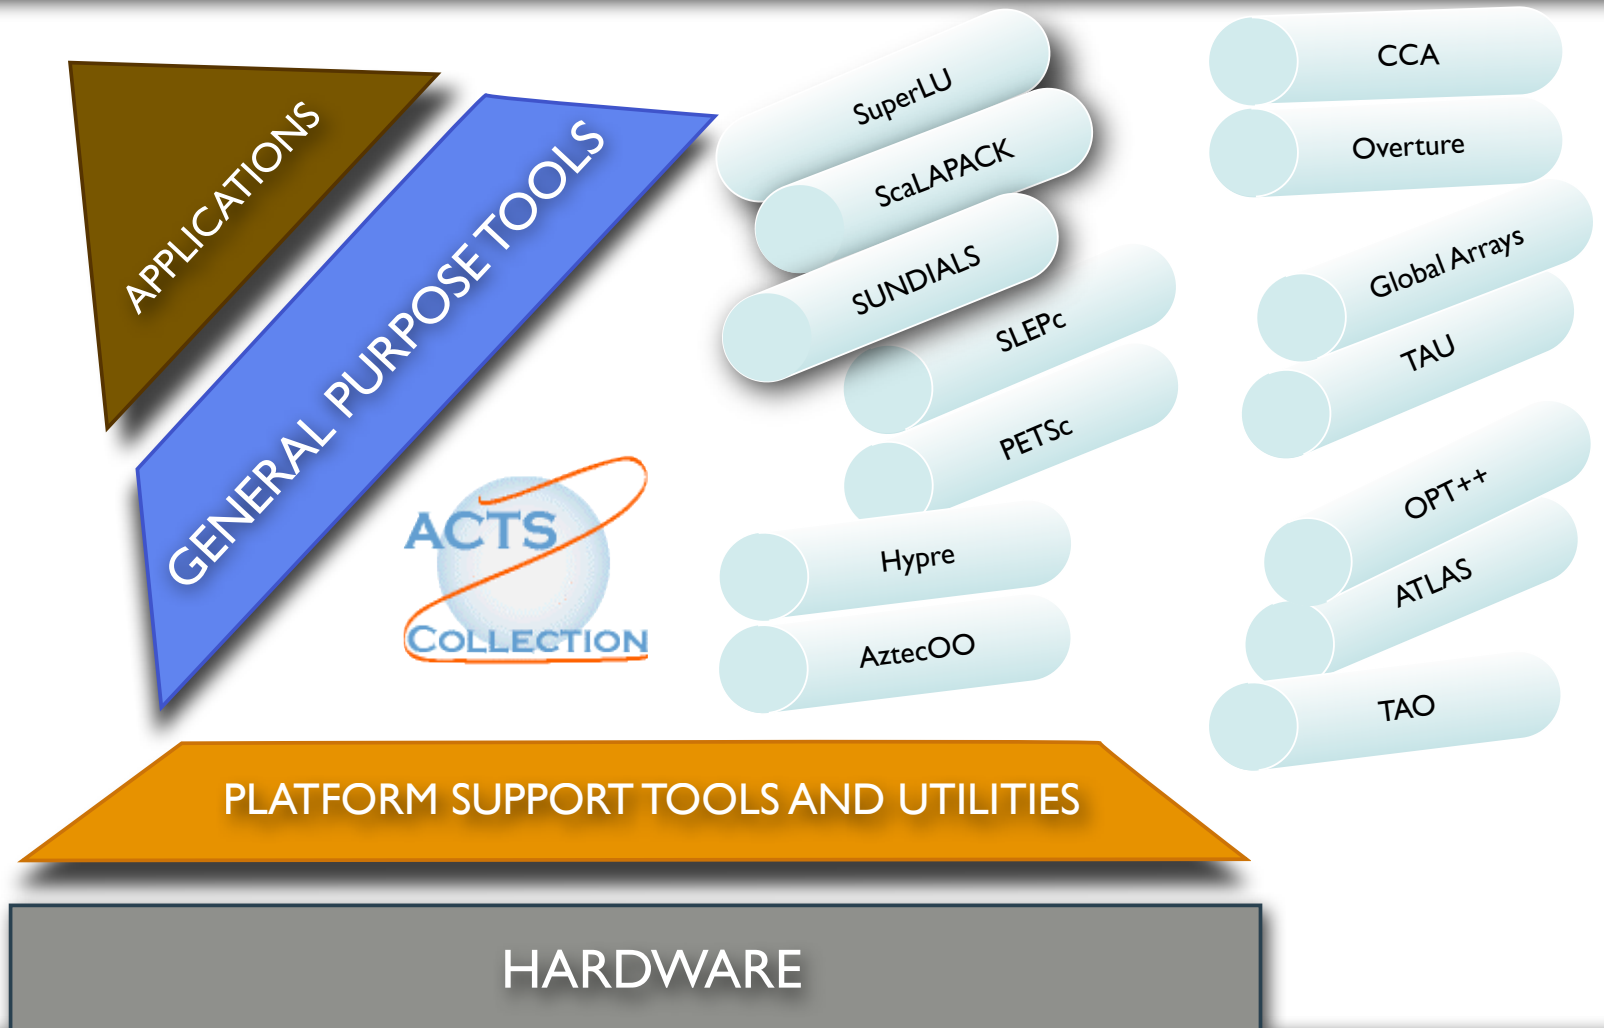 APPLICATIONS
GENERAL PURPOSE TOOLS
ACTS
COLLECTION
SuperLU
ScaLAPACK
SUNDIALS
SLEPc
PETSc
Hypre
AztecOO
CCA
Overture
Global Arrays
TAU
OPT++
ATLAS
TAO
PLATFORM SUPPORT TOOLS AND UTILITIES
HARDWARE